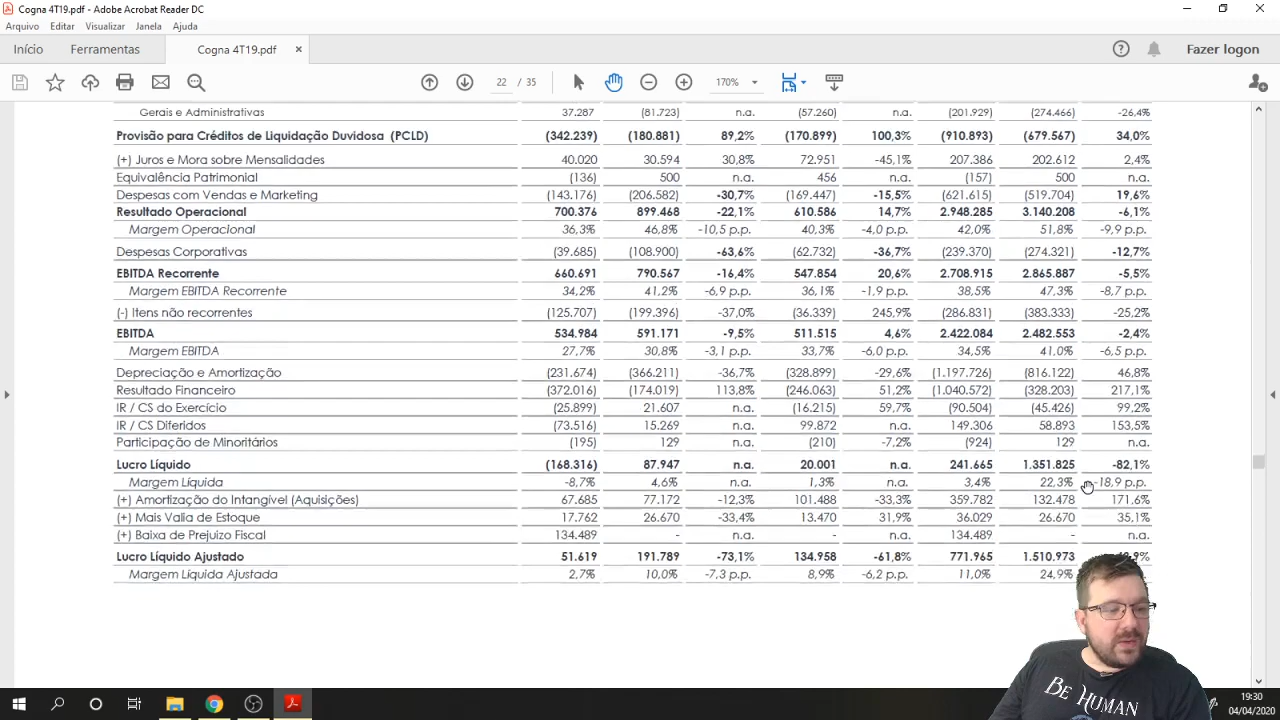 Cogna 4T19.pdf - Adobe Acrobat Reader DC
Arquivo Editar Visualizar Janela Ajuda
Início Ferramentas Cogna 4T19.pdf × Fazer logon
22 / 35 170%
Gerais e Administrativas 37.287 (81.723) n.a. (57.260) n.a. (201.929) (274.466) -26,4%
Provisão para Créditos de Liquidação Duvidosa (PCLD) (342.239) (180.881) 89,2% (170.899) 100,3% (910.893) (679.567) 34,0%
(+) Juros e Mora sobre Mensalidades 40.020 30.594 30,8% 72.951 -45,1% 207.386 202.612 2,4%
Equivalência Patrimonial (136) 500 n.a. 456 n.a. (157) 500 n.a.
Despesas com Vendas e Marketing (143.176) (206.582) -30,7% (169.447) -15,5% (621.615) (519.704) 19,6%
Resultado Operacional 700.376 899.468 -22,1% 610.586 14,7% 2.948.285 3.140.208 -6,1%
Margem Operacional 36,3% 46,8% -10,5 p.p. 40,3% -4,0 p.p. 42,0% 51,8% -9,9 p.p.
Despesas Corporativas (39.685) (108.900) -63,6% (62.732) -36,7% (239.370) (274.321) -12,7%
EBITDA Recorrente 660.691 790.567 -16,4% 547.854 20,6% 2.708.915 2.865.887 -5,5%
Margem EBITDA Recorrente 34,2% 41,2% -6,9 p.p. 36,1% -1,9 p.p. 38,5% 47,3% -8,7 p.p.
(-) Itens não recorrentes (125.707) (199.396) -37,0% (36.339) 245,9% (286.831) (383.333) -25,2%
EBITDA 534.984 591.171 -9,5% 511.515 4,6% 2.422.084 2.482.553 -2,4%
Margem EBITDA 27,7% 30,8% -3,1 p.p. 33,7% -6,0 p.p. 34,5% 41,0% -6,5 p.p.
Depreciação e Amortização (231.674) (366.211) -36,7% (328.899) -29,6% (1.197.726) (816.122) 46,8%
Resultado Financeiro (372.016) (174.019) 113,8% (246.063) 51,2% (1.040.572) (328.203) 217,1%
IR / CS do Exercício (25.899) 21.607 n.a. (16.215) 59,7% (90.504) (45.426) 99,2%
IR / CS Diferidos (73.516) 15.269 n.a. 99.872 n.a. 149.306 58.893 153,5%
Participação de Minoritários (195) 129 n.a. (210) -7,2% (924) 129 n.a.
Lucro Líquido (168.316) 87.947 n.a. 20.001 n.a. 241.665 1.351.825 -82,1%
Margem Líquida -8,7% 4,6% n.a. 1,3% n.a. 3,4% 22,3% -18,9 p.p.
(+) Amortização do Intangível (Aquisições) 67.685 77.172 -12,3% 101.488 -33,3% 359.782 132.478 171,6%
(+) Mais Valia de Estoque 17.762 26.670 -33,4% 13.470 31,9% 36.029 26.670 35,1%
(+) Baixa de Prejuizo Fiscal 134.489 - n.a. - n.a. 134.489 - n.a.
Lucro Líquido Ajustado 51.619 191.789 -73,1% 134.958 -61,8% 771.965 1.510.973
Margem Líquida Ajustada 2,7% 10,0% -7,3 p.p. 8,9% -6,2 p.p. 11,0% 24,9%
BE HUMAN
19:30
04/04/2020